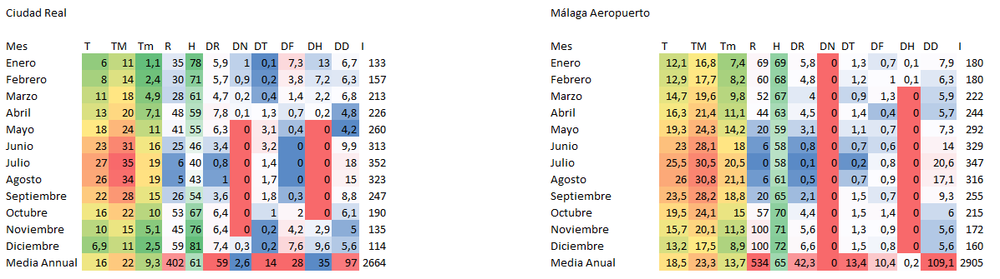 Ciudad Real
Mes T TM Tm R H DR DN DT DF DH DD I
Enero 6 11 1,1 35 78 5,9 1 0,1 7,3 13 6,7 133
Febrero 8 14 2,4 30 71 5,7 0,9 0,2 3,8 7,2 6,3 157
Marzo 11 18 4,9 28 61 4,7 0,2 0,4 1,4 2,2 6,8 213
Abril 13 20 7,1 48 59 7,8 0,1 1,3 0,7 0,2 4,8 226
Mayo 18 24 11 41 55 6,3 0 3,1 0,4 0 4,2 260
Junio 23 31 16 25 46 3,4 0 3,2 0 0 9,9 313
Julio 27 35 19 6 40 0,8 0 1,4 0 0 18 352
Agosto 26 34 19 5 43 1 0 1,7 0 0 15 323
Septiembre 22 28 15 26 54 3,6 0 1,8 0,3 0 8,8 247
Octubre 16 22 10 53 67 6,4 0 1 2 0 6,1 190
Noviembre 10 15 5,1 45 76 6,4 0 0,2 4,2 2,9 5 135
Diciembre 6,9 11 2,5 59 81 7,4 0,3 0,2 7,6 9,6 5,6 114
Media Annual 16 22 9,3 402 61 59 2,6 14 28 35 97 2664
Málaga Aeropuerto
Mes T TM Tm R H DR DN DT DF DH DD I
Enero 12,1 16,8 7,4 69 69 5,8 0 1,3 0,7 0,1 7,9 180
Febrero 12,9 17,7 8,2 60 68 4,8 0 1,2 1 0,1 6,3 180
Marzo 14,7 19,6 9,8 52 67 4 0 0,9 1,3 0 5,9 222
Abril 16,3 21,4 11,1 44 63 4,5 0 1,4 0,4 0 5,7 244
Mayo 19,3 24,3 14,2 20 59 3,1 0 1,1 0,7 0 7,3 292
Junio 23 28,1 18 6 58 0,8 0 0,7 0,6 0 14 329
Julio 25,5 30,5 20,5 0 58 0,1 0 0,2 0,8 0 20,6 347
Agosto 26 30,8 21,1 6 61 0,5 0 0,7 0,9 0 17,1 316
Septiembre 23,5 28,2 18,8 20 65 2,1 0 1,5 0,7 0 9,3 255
Octubre 19,5 24,1 15 57 70 4,4 0 1,5 1,4 0 6 215
Noviembre 15,7 20,1 11,3 100 71 5,6 0 1,3 0,9 0 5,6 172
Diciembre 13,2 17,5 8,9 100 72 6,6 0 1,5 0,8 0 5,6 160
Media Anual 18,5 23,3 13,7 534 65 42,3 0 13,4 10,4 0,2 109,1 2905